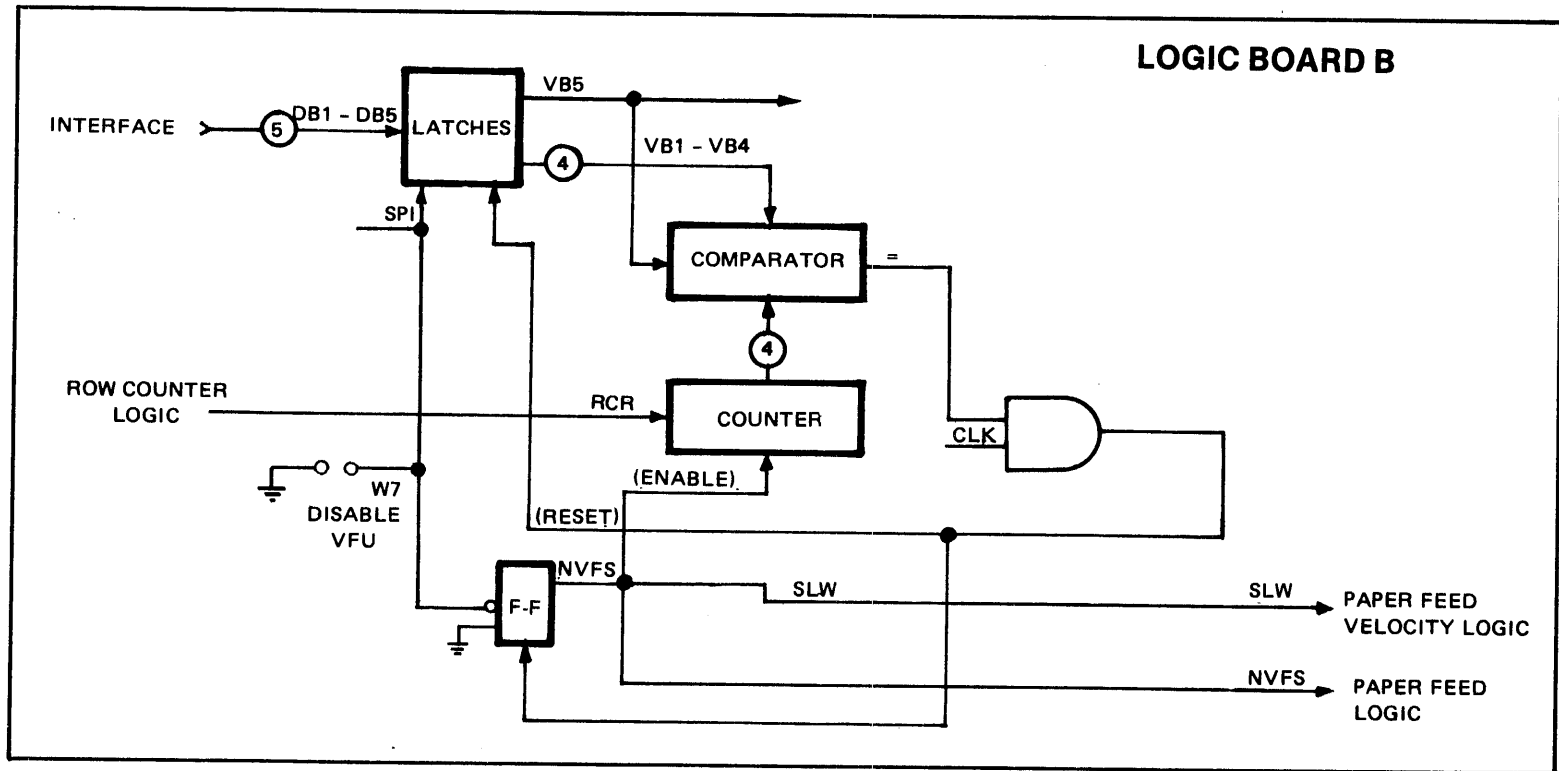 LOGIC BOARD B
VB5
DB1 - DB5
INTERFACE
5
LATCHES
4
VB1 - VB4
SPI
COMPARATOR
=
4
ROW COUNTER
LOGIC
RCR
COUNTER
CLK
(ENABLE)
W7
DISABLE
VFU
(RESET)
NVFS
F-F
SLW
SLW
PAPER FEED
VELOCITY LOGIC
NVFS
PAPER FEED
LOGIC